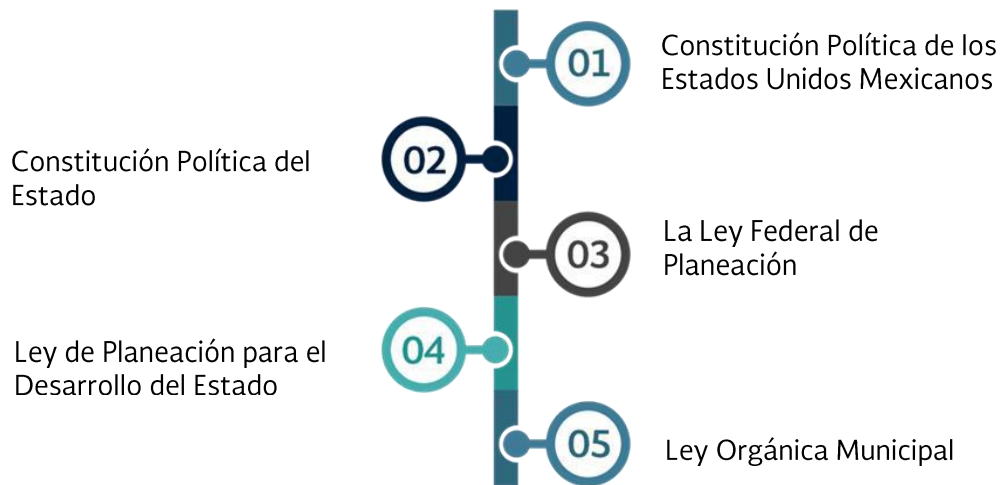 01
Constitución Política de los
Estados Unidos Mexicanos
02
Constitución Política del
Estado
03
La Ley Federal de
Planeación
04
Ley de Planeación para el
Desarrollo del Estado
05
Ley Orgánica Municipal